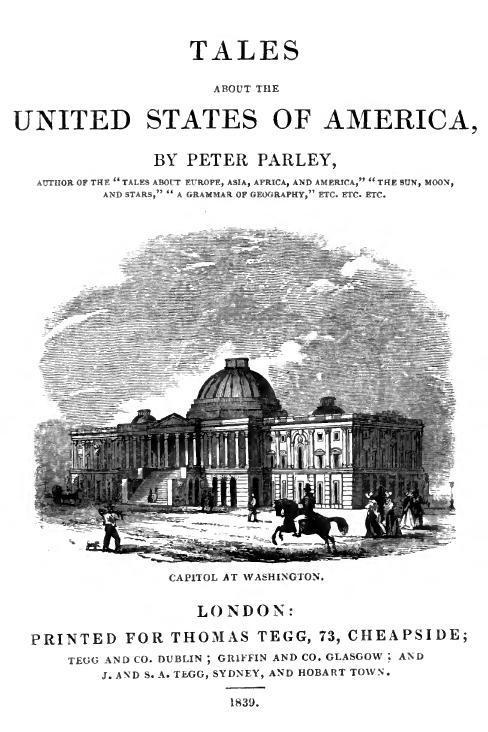 TALES
ABOUT THE
UNITED STATES OF AMERICA,
BY PETER PARLEY,
AUTHOR OF THE "TALES ABOUT EUROPE, ASIA, AFRICA, AND AMERICA," "THE SUN, MOON,
AND STARS," "A GRAMMAR OF GEOGRAPHY," ETC. ETC. ETC.
CAPITOL AT WASHINGTON.
LONDON:
PRINTED FOR THOMAS TEGG, 73, CHEAPSIDE;
TEGG AND CO. DUBLIN; GRIFFIN AND CO. GLASGOW; AND
J. AND S. A. TEGG, SYDNEY, AND HOBART TOWN.
1839.